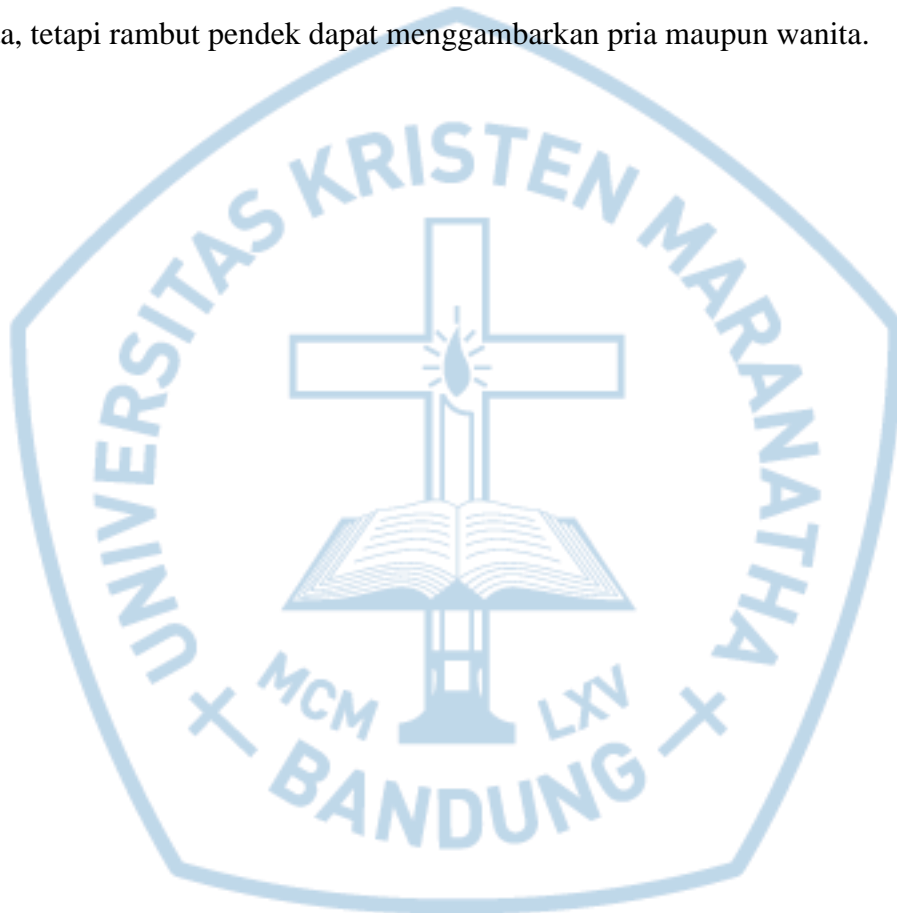 a, tetapi rambut pendek dapat menggambarkan pria maupun wanita.
UNIVERSITAS KRISTEN MARANATHA
MCM LXV
+ BANDUNG +